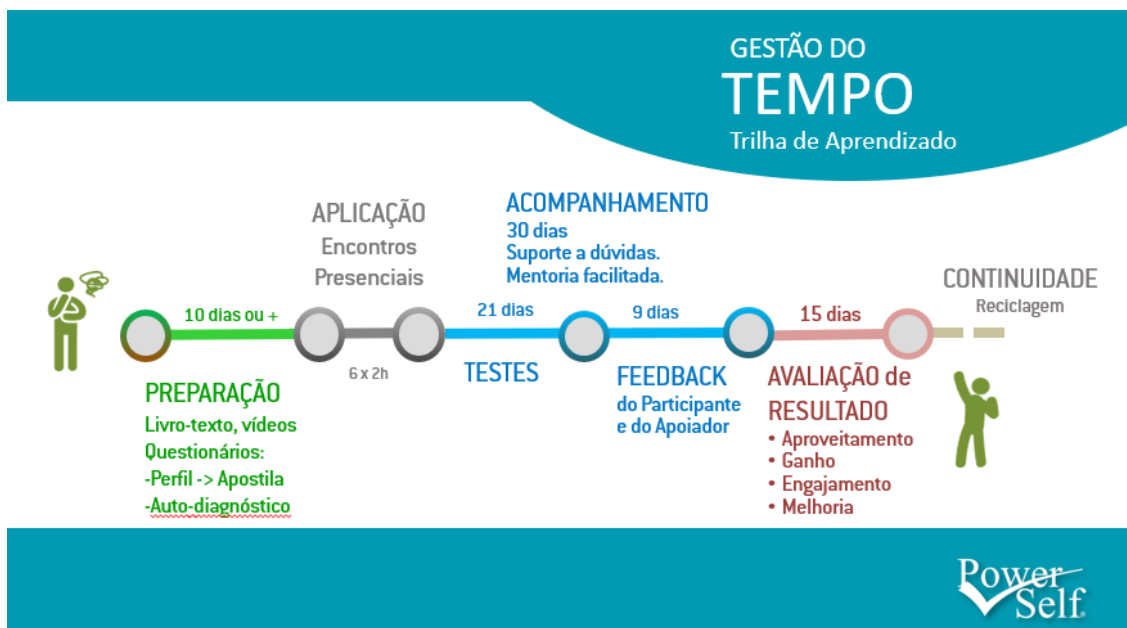 GESTÃO DO
TEMPO
Trilha de Aprendizado
APLICAÇÃO
Encontros
Presenciais
ACOMPANHAMENTO
30 dias
Suporte a dúvidas.
Mentoria facilitada.
CONTINUIDADE
Reciclagem
10 dias ou +
6 x 2h
21 dias
9 dias
15 dias
PREPARAÇÃO
Livro-texto, vídeos
Questionários:
-Perfil -> Apostila
-Auto-diagnóstico
TESTES
FEEDBACK
do Participante
e do Apoiador
AVALIAÇÃO de
RESULTADO
• Aproveitamento
• Ganho
• Engajamento
• Melhoria
Power
Self